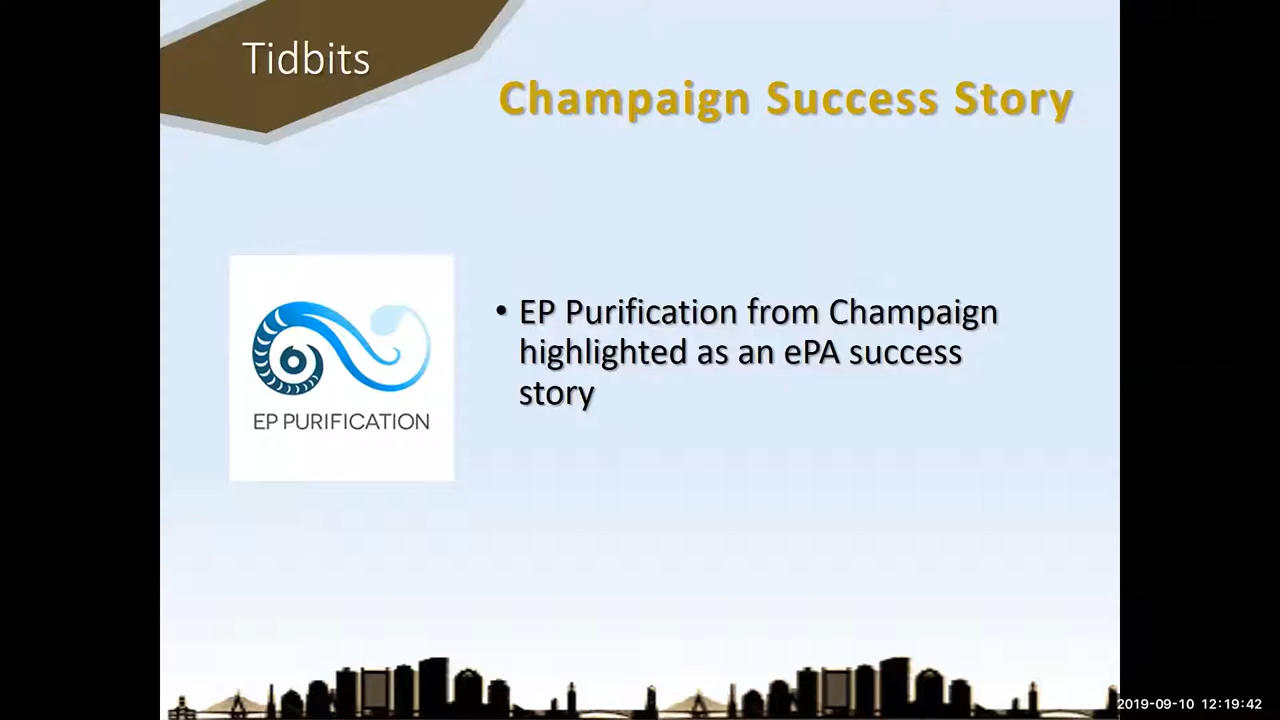 Tidbits
Champaign Success Story
EP PURIFICATION
• EP Purification from Champaign
highlighted as an ePA success
story
2019-09-10 12:19:42